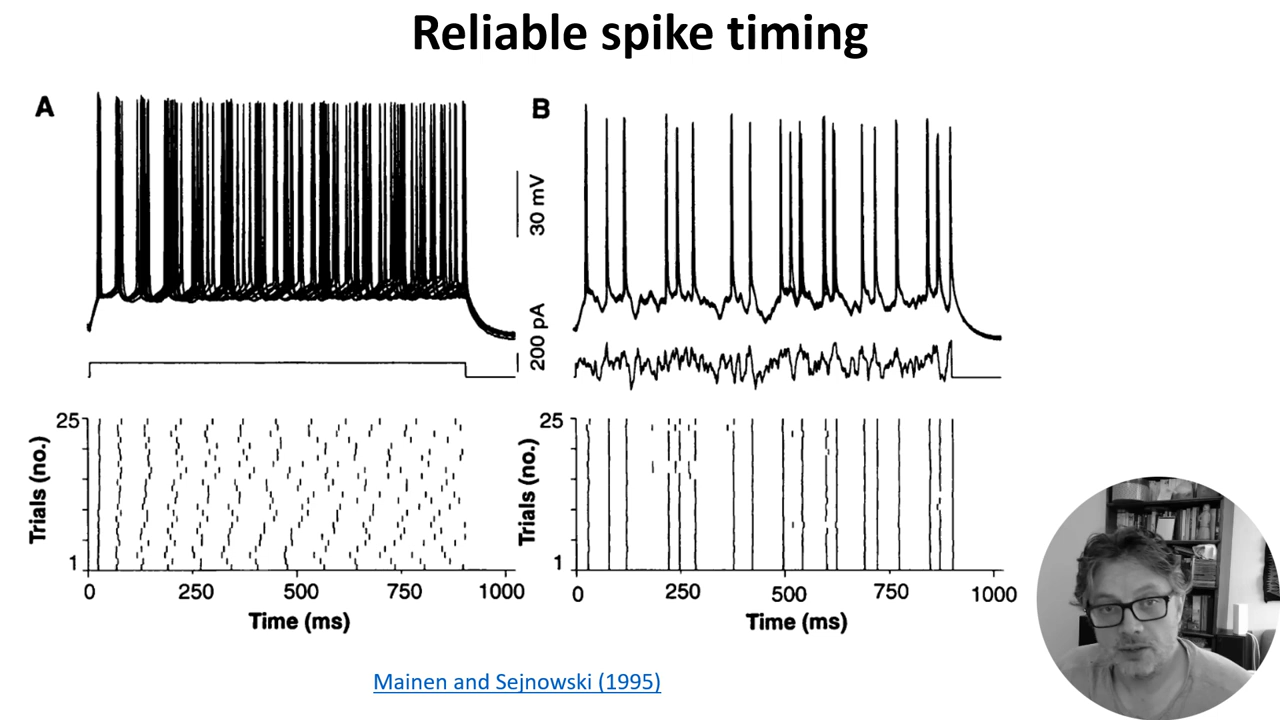 Reliable spike timing
A
B
30 mV
200 pA
25
Trials (no.)
1
0 250 500 750 1000
Time (ms)
25
Trials (no.)
1
0 250 500 750 1000
Time (ms)
Mainen and Sejnowski (1995)